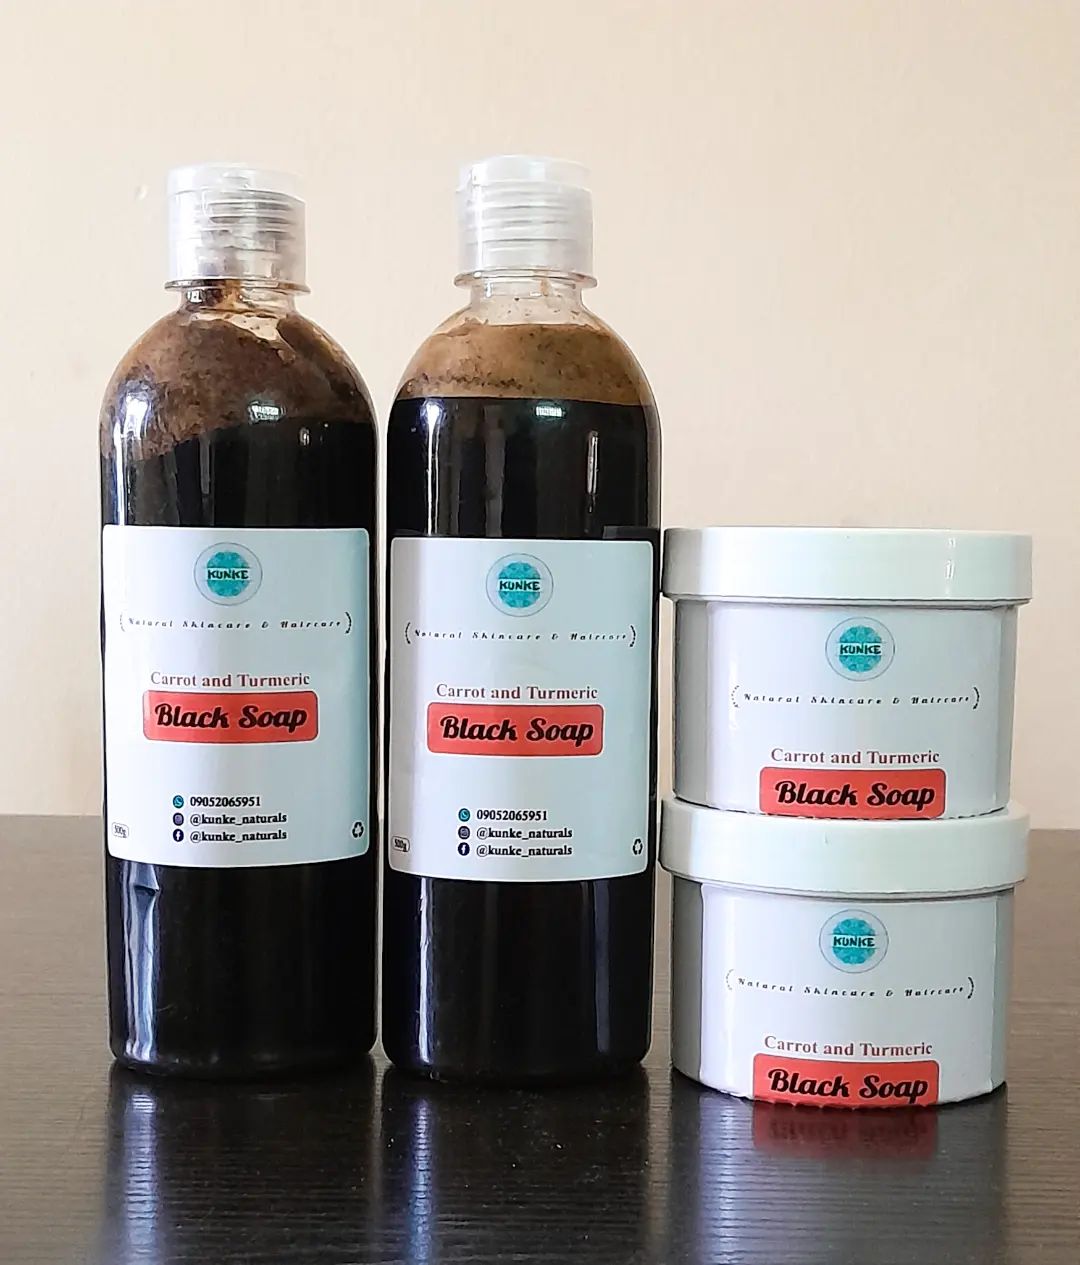 KUNKE
Natural Skincare & Haircare
Carrot and Turmeric
Black Soap
09052065951
@kunke_naturals
@kunke_naturals
500g
KUNKE
Natural Skincare & Haircare
Carrot and Turmeric
Black Soap
09052065951
@kunke_naturals
@kunke_naturals
500g
KUNKE
Natural Skincare & Haircare
Carrot and Turmeric
Black Soap
KUNKE
Natural Skincare & Haircare
Carrot and Turmeric
Black Soap